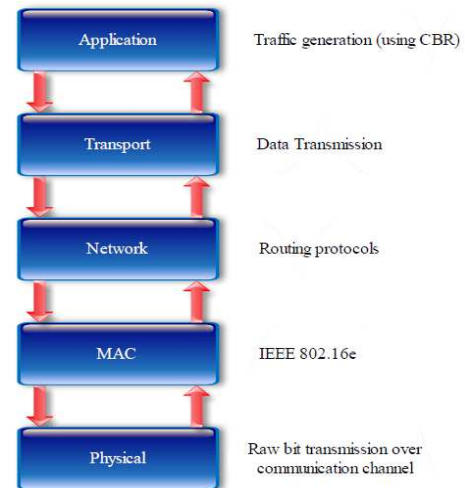 Application
Traffic generation (using CBR)
Transport
Data Transmission
Network
Routing protocols
MAC
IEEE 802.16e
Physical
Raw bit transmission over
communication channel